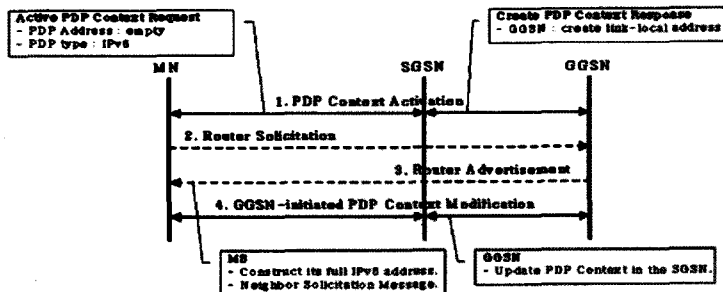 Active PDP Context Request
- PDP Address : empty
- PDP type : IPv6
Create PDP Context Response
- GGSN : create link-local address
MN
SGSN
GGSN
1. PDP Context Activation
2. Router Solicitation
3. Router Advertisement
4. GGSN-initiated PDP Context Modification
MS
- Construct its full IPv6 address.
- Neighbor Solicitation Message.
GGSN
- Update PDP Context in the SGSN.